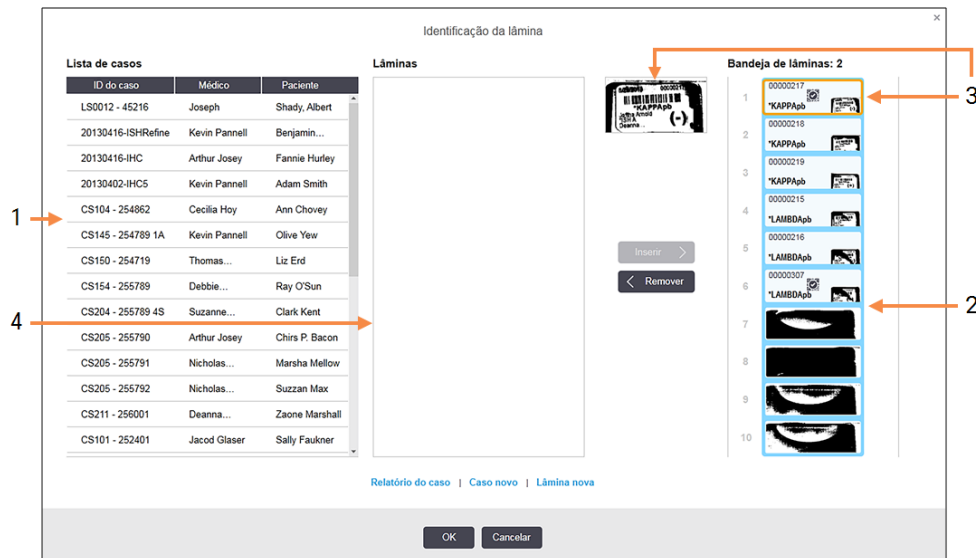 Identificação da lâmina
×
Lista de casos
Lâminas
Bandeja de lâminas: 2
ID do caso Médico Paciente
LS0012 - 45216 Joseph Shady, Albert
20130416-ISHRefine Kevin Pannell Benjamin...
20130416-IHC Arthur Josey Fannie Hurley
20130402-IHC5 Kevin Pannell Adam Smith
CS104 - 254862 Cecilia Hoy Ann Chovey
CS145 - 254789 1A Kevin Pannell Olive Yew
CS150 - 254719 Thomas... Liz Erd
CS154 - 255789 Debbie... Ray O'Sun
CS204 - 255789 4S Suzanne... Clark Kent
CS205 - 255790 Arthur Josey Chirs P. Bacon
CS205 - 255791 Nicholas... Marsha Mellow
CS205 - 255792 Nicholas... Suzzan Max
CS211 - 256001 Deanna... Zaone Marshall
CS101 - 252401 Jacod Glaser Sally Faukner
*KAPPApb
Arnold
Deanna...
(-)
Inserir
Remover
1
00000217
*KAPPApb
(-)
2
00000218
*KAPPApb
3
00000219
*KAPPApb
4
00000215
*LAMBDApb
5
00000216
*LAMBDApb
6
00000307
*LAMBDApb
7
8
9
10
Relatório do caso | Caso novo | Lâmina nova
OK
Cancelar
1
4
3
2